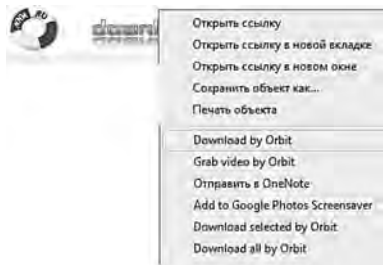 Открыть ссылку
Открыть ссылку в новой вкладке
Открыть ссылку в новом окне
Сохранить объект как...
Печать объекта
Download by Orbit
Grab video by Orbit
Отправить в OneNote
Add to Google Photos Screensaver
Download selected by Orbit
Download all by Orbit